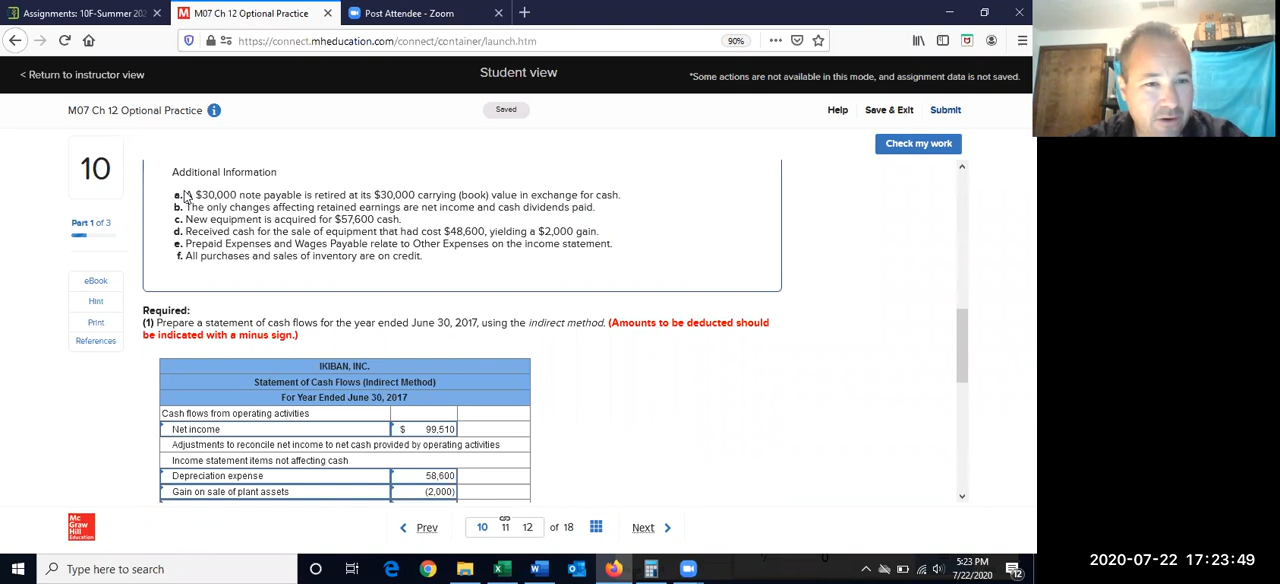 Assignments: 10F-Summer 202
M07 Ch 12 Optional Practice
Post Attendee - Zoom
https://connect.mheducation.com/connect/container/launch.htm
90%
< Return to instructor view
Student view
*Some actions are not available in this mode, and assignment data is not saved.
M07 Ch 12 Optional Practice
Saved
Help
Save & Exit
Submit
Check my work
10
Part 1 of 3
eBook
Hint
Print
References
Additional Information
a. $30,000 note payable is retired at its $30,000 carrying (book) value in exchange for cash.
b. The only changes affecting retained earnings are net income and cash dividends paid.
c. New equipment is acquired for $57,600 cash.
d. Received cash for the sale of equipment that had cost $48,600, yielding a $2,000 gain.
e. Prepaid Expenses and Wages Payable relate to Other Expenses on the income statement.
f. All purchases and sales of inventory are on credit.
Required:
(1) Prepare a statement of cash flows for the year ended June 30, 2017, using the indirect method. (Amounts to be deducted should
be indicated with a minus sign.)
IKIBAN, INC.
Statement of Cash Flows (Indirect Method)
For Year Ended June 30, 2017
Cash flows from operating activities
Net income $ 99,510
Adjustments to reconcile net income to net cash provided by operating activities
Income statement items not affecting cash
Depreciation expense 58,600
Gain on sale of plant assets (2,000)
Mc
Graw
Hill
Education
Prev
10 11 12 of 18
Next
Type here to search
5:23 PM
7/22/2020
12
2020-07-22 17:23:49